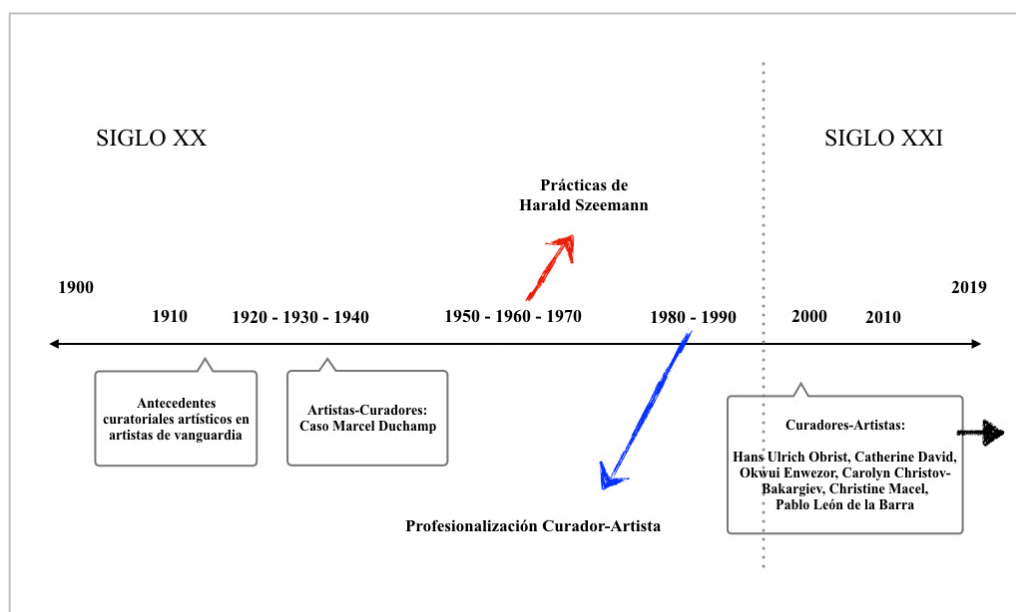 SIGLO XX
SIGLO XXI
Prácticas de
Harald Szeemann
1900
2019
1910
1920 - 1930 - 1940
1950 - 1960 - 1970
1980 - 1990
2000
2010
Antecedentes
curatoriales artísticos en
artistas de vanguardia
Artistas-Curadores:
Caso Marcel Duchamp
Curadores-Artistas:
Hans Ulrich Obrist, Catherine David,
Okwui Enwezor, Carolyn Christov-
Bakargiev, Christine Macel,
Pablo León de la Barra
Profesionalización Curador-Artista